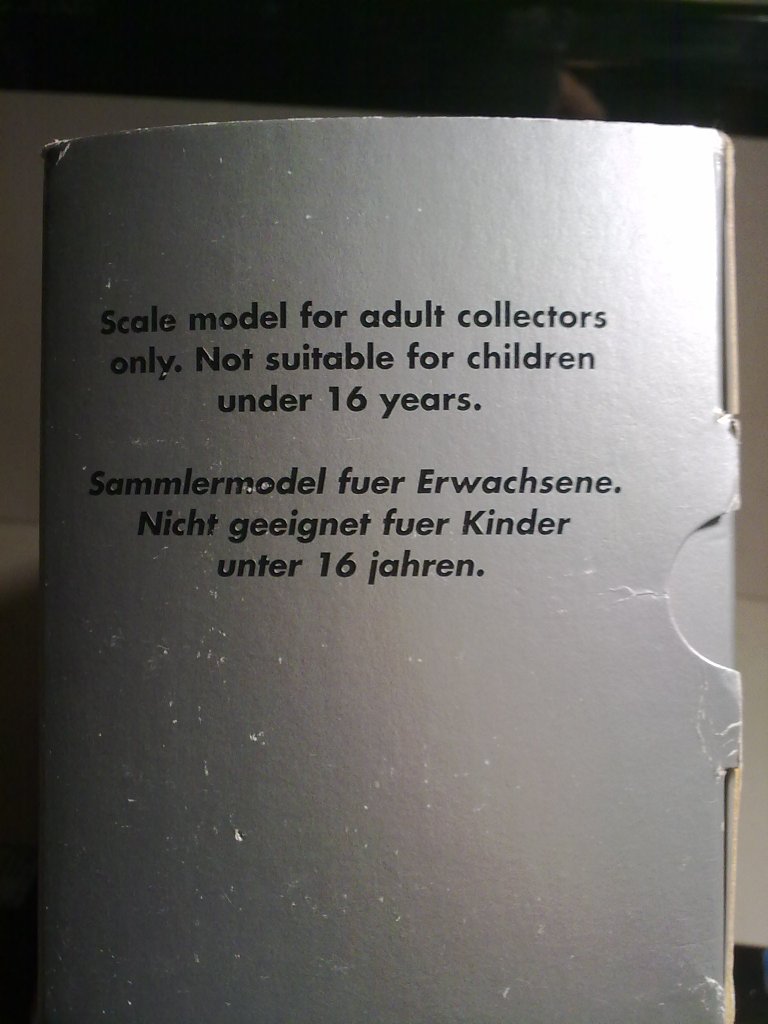 Scale model for adult collectors
only. Not suitable for children
under 16 years.
Sammlermodel fuer Erwachsene.
Nicht geeignet fuer Kinder
unter 16 jahren.